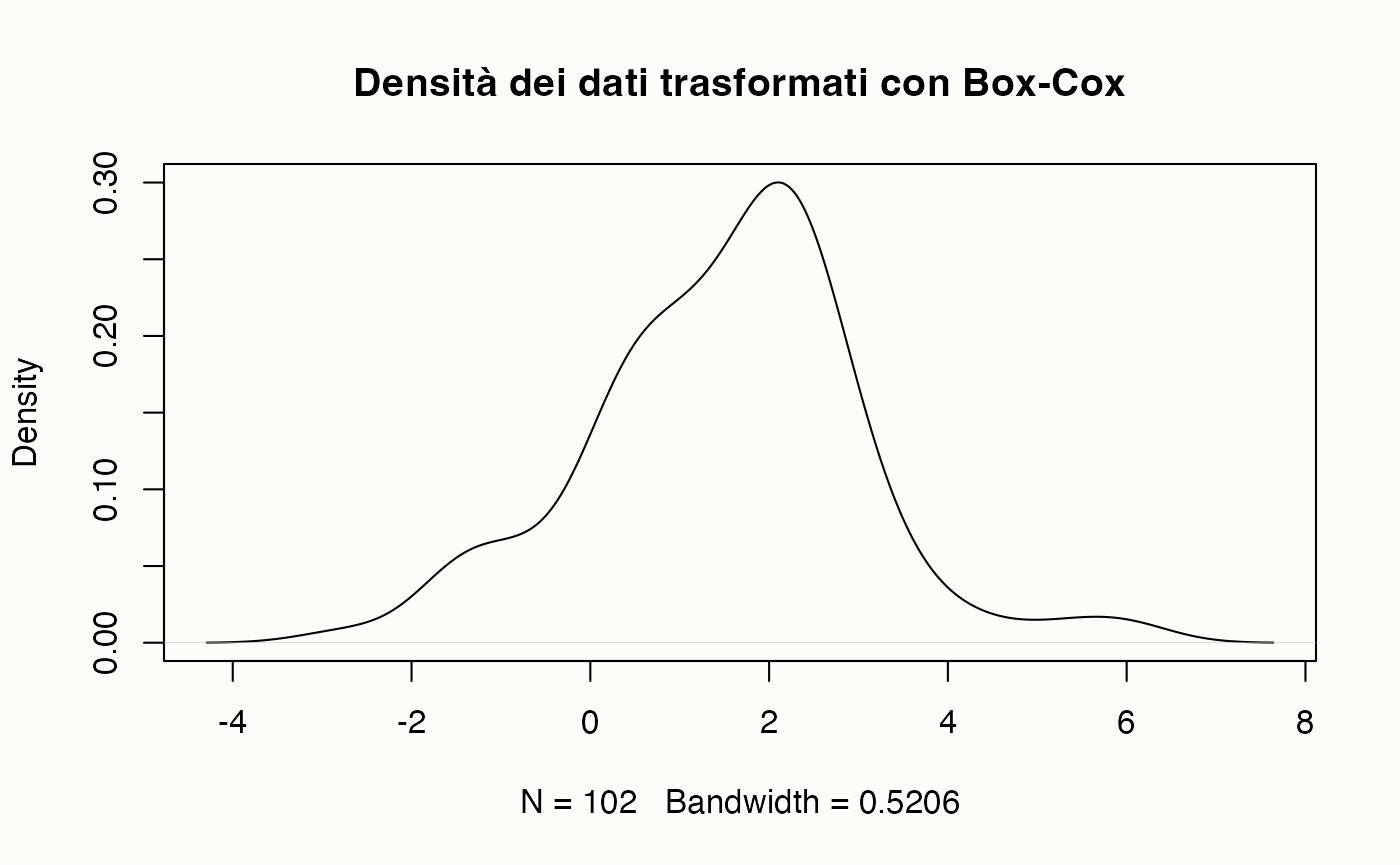 Densità dei dati trasformati con Box-Cox
Density
0.30
0.20
0.10
0.00
-4 -2 0 2 4 6 8
N = 102   Bandwidth = 0.5206